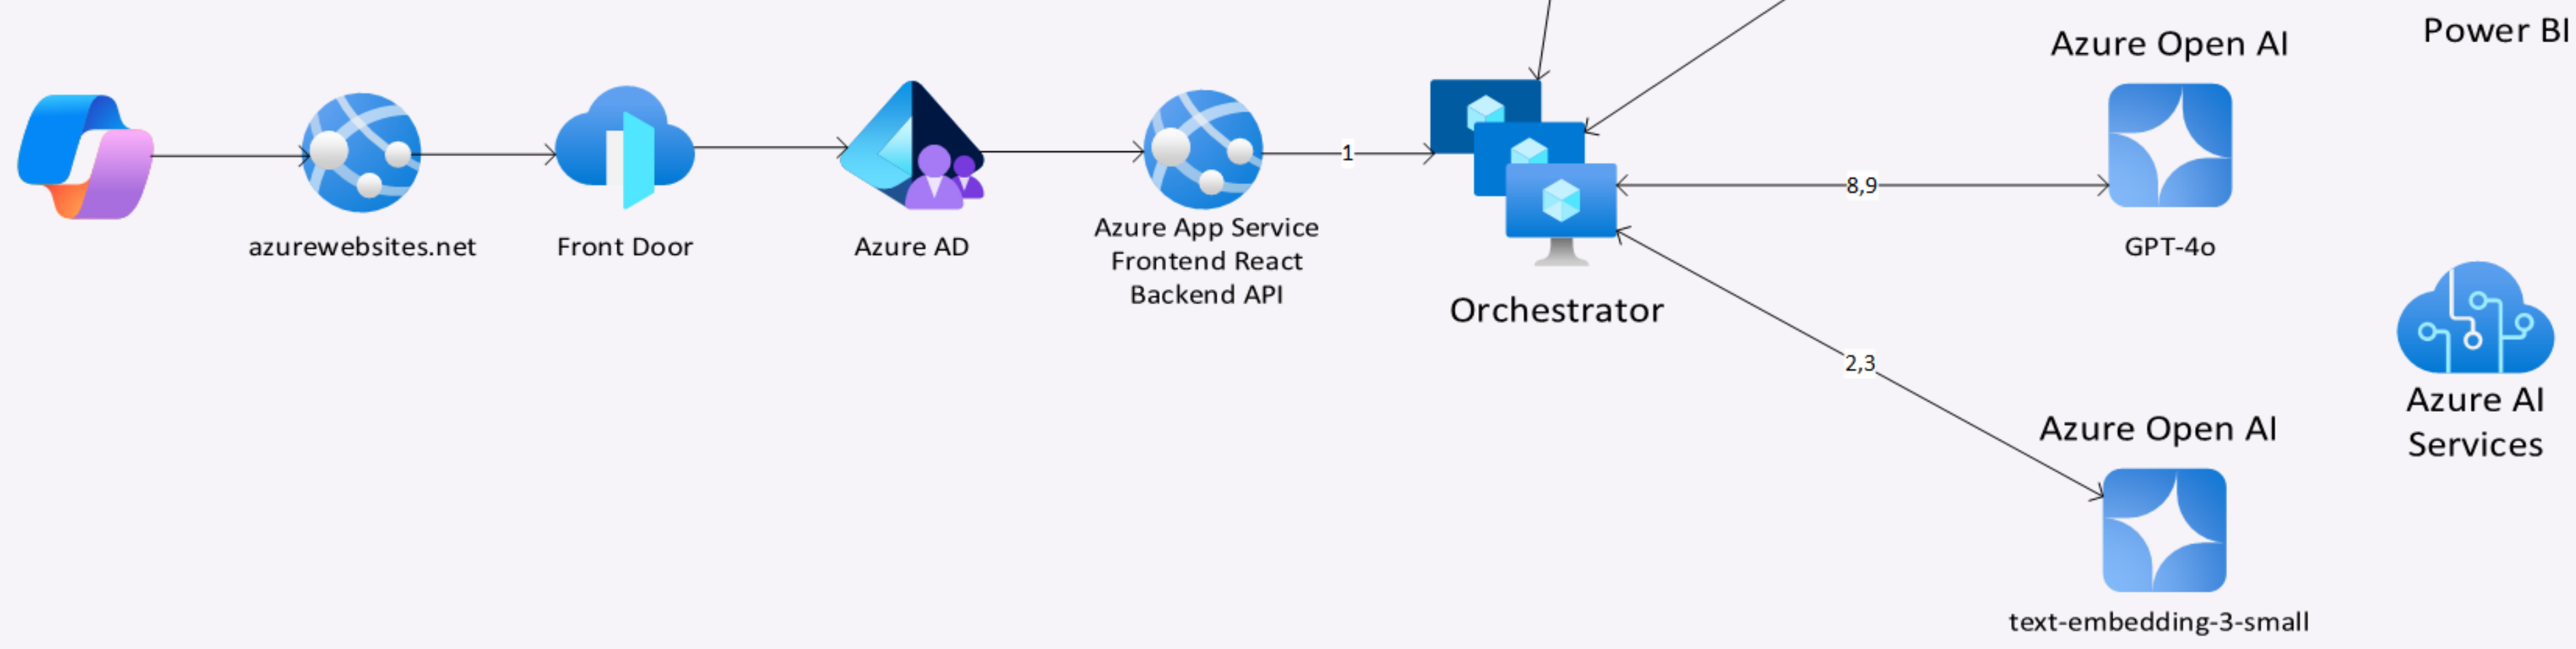 azurewebsites.net
Front Door
Azure AD
Azure App Service
Frontend React
Backend API
1
Orchestrator
8,9
2,3
Azure Open AI
GPT-4o
Azure Open AI
text-embedding-3-small
Power BI
Azure AI
Services